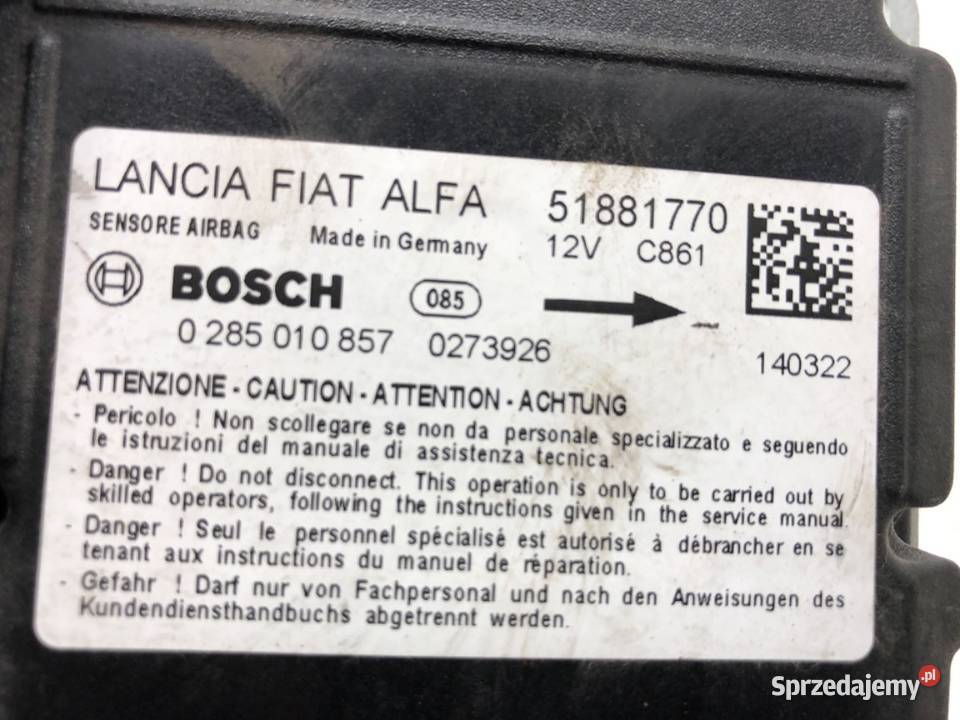 LANCIA FIAT ALFA 51881770
SENSORE AIRBAG Made in Germany 12V C861
BOSCH 085
0 285 010 857 0273926 140322
ATTENZIONE - CAUTION - ATTENTION - ACHTUNG
- Pericolo ! Non scollegare se non da personale specializzato e seguendo
le istruzioni del manuale di assistenza tecnica.
- Danger ! Do not disconnect. This operation is only to be carried out by
skilled operators, following the instructions given in the service manual.
- Danger ! Seul le personnel spécialisé est autorisé à débrancher en se
tenant aux instructions du manuel de réparation.
- Gefahr ! Darf nur von Fachpersonal und nach den Anweisungen des
Kundendiensthandbuchs abgetrennt werden.
Sprzedajemy.pl